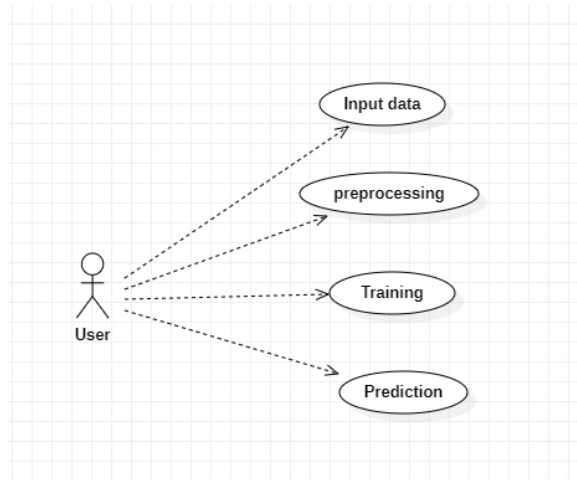 Input data
preprocessing
Training
User
Prediction